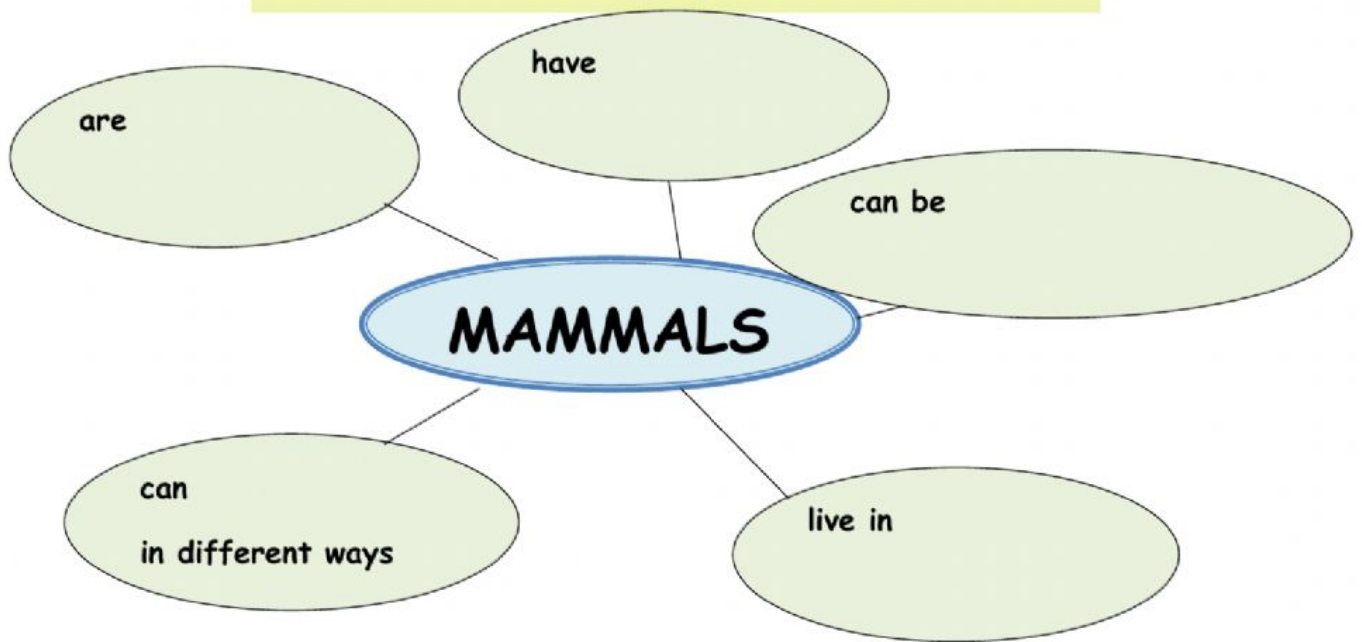 have
are
can be
MAMMALS
can
in different ways
live in